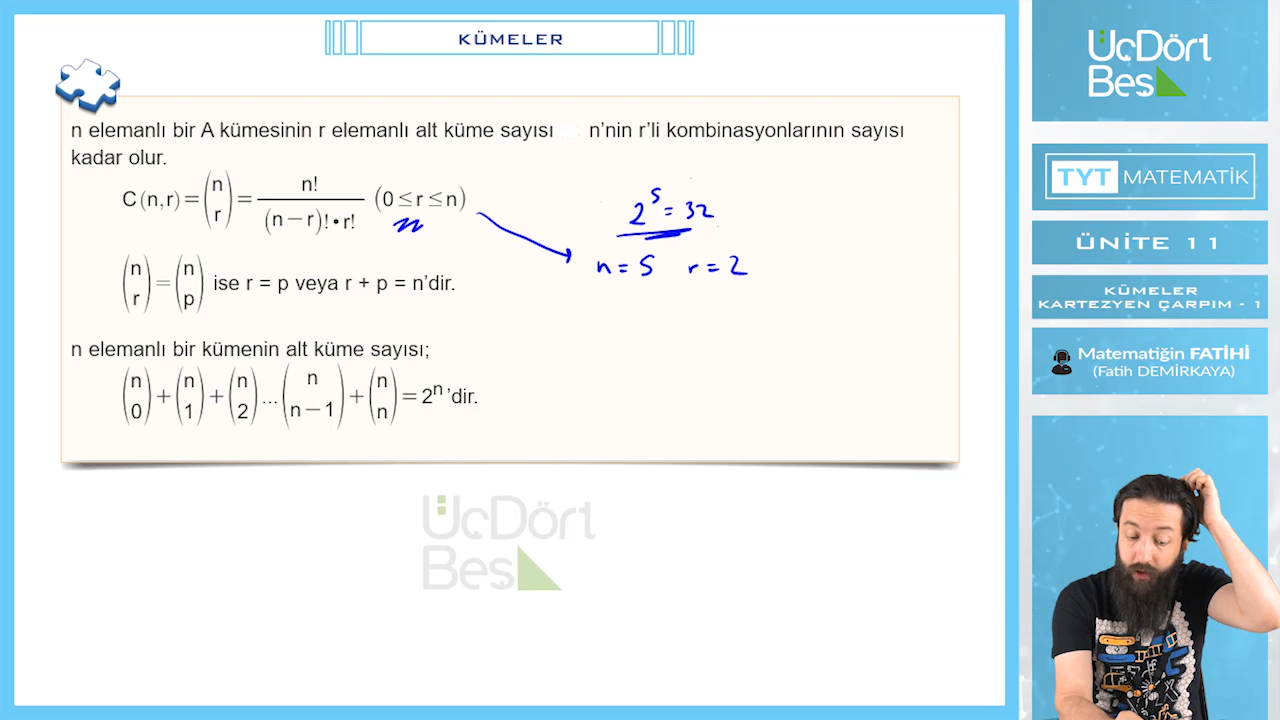 KÜMELER
n elemanlı bir A kümesinin r elemanlı alt küme sayısı n'nin r'li kombinasyonlarının sayısı
kadar olur.
C(n,r) = (n r) = n! / (n – r)! • r! (0 ≤ r ≤ n)
2^5 = 32
n = 5 r = 2
(n r) = (n p) ise r = p veya r + p = n'dir.
n elemanlı bir kümenin alt küme sayısı;
(n 0) + (n 1) + (n 2) ... (n n – 1) + (n n) = 2^n 'dir.
ÜçDört
Beş
ÜçDört
Beş
TYT MATEMATİK
ÜNİTE 11
KÜMELER
KARTEZYEN ÇARPIM - 1
Matematiğin FATİHİ
(Fatih DEMİRKAYA)